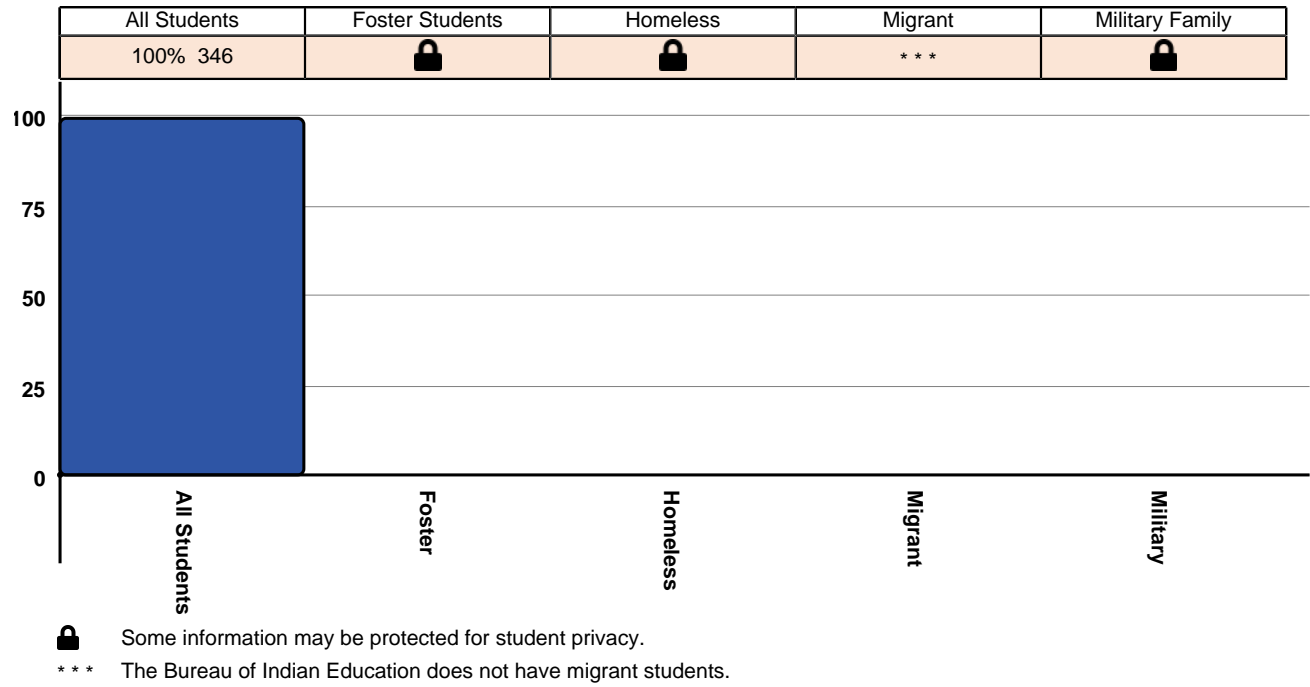 All Students Foster Students Homeless Migrant Military Family
100% 346 * * *
100
75
50
25
0
All Students
Foster
Homeless
Migrant
Military
Some information may be protected for student privacy.
* * * The Bureau of Indian Education does not have migrant students.